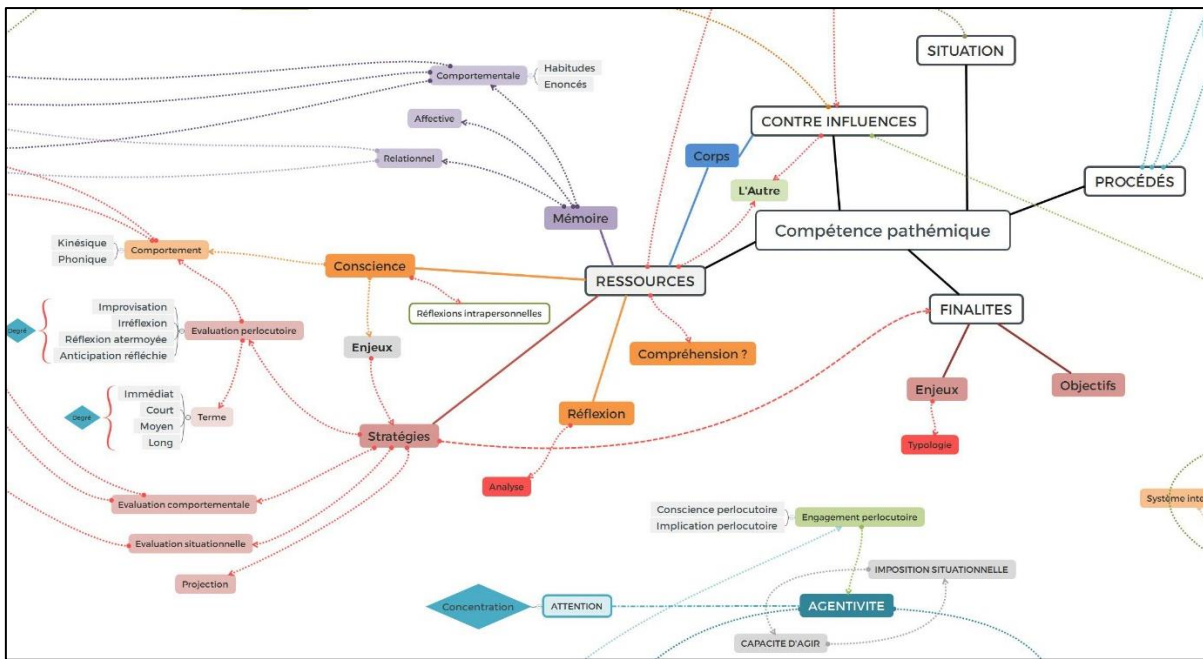 SITUATION
Comportementale
Habitudes
Enoncés
CONTRE INFLUENCES
Affective
Corps
Relationnel
PROCÉDÉS
L'Autre
Mémoire
Compétence pathémique
Kinésique
Phonique
Comportement
Conscience
RESSOURCES
Improvisation
Irréflexion
Réflexion atermoyée
Anticipation réfléchie
Degré
Evaluation perlocutoire
Réflexions intrapersonnelles
FINALITES
Enjeux
Compréhension ?
Enjeux
Objectifs
Immédiat
Court
Moyen
Long
Degré
Terme
Réflexion
Stratégies
Typologie
Analyse
Evaluation comportementale
Conscience perlocutoire
Implication perlocutoire
Engagement perlocutoire
Système inte
Evaluation situationnelle
Projection
IMPOSITION SITUATIONNELLE
Concentration
ATTENTION
AGENTIVITE
CAPACITE D'AGIR